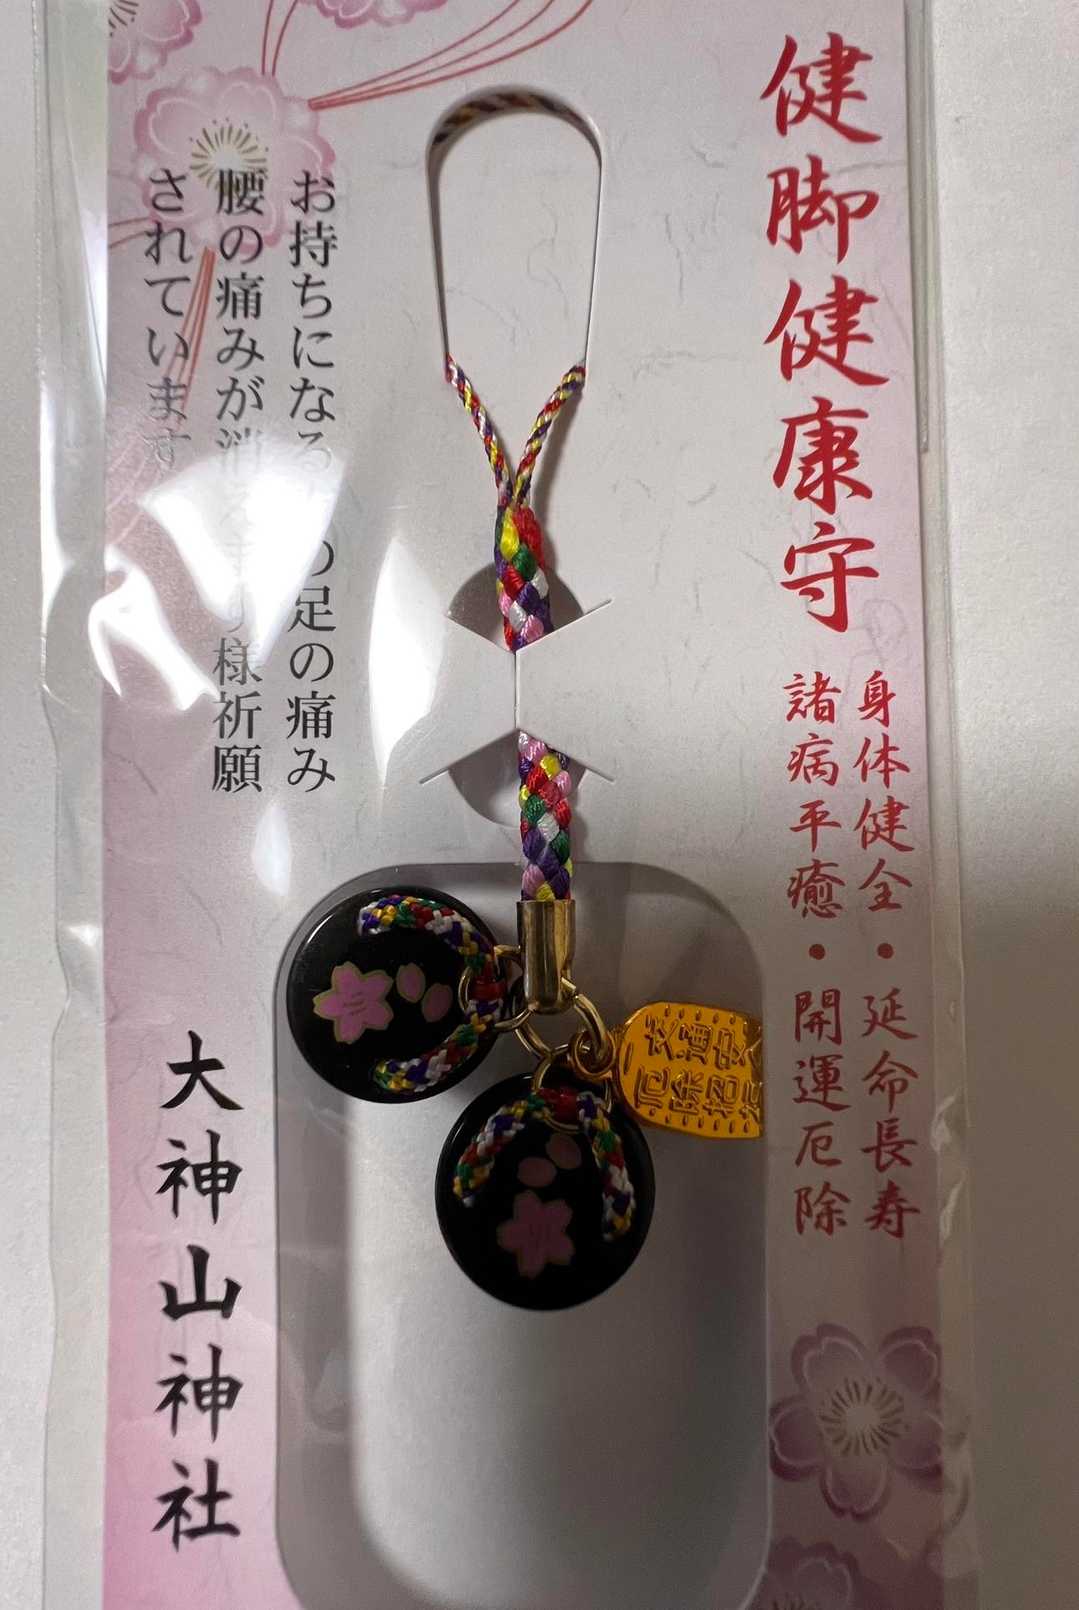 健脚健康守
身体健全・延命長寿
諸病平癒・開運厄除
お持ちになる の足の痛み
腰の痛みが消 様祈願
されています
大神山神社